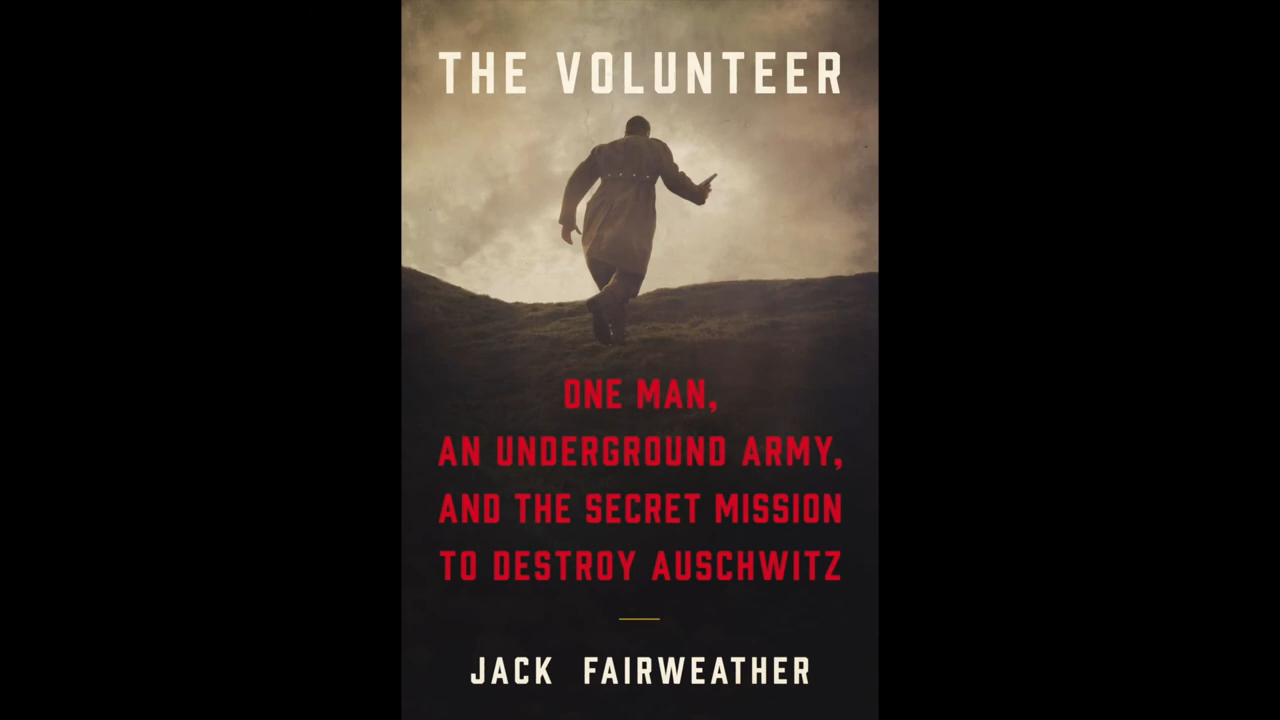 THE VOLUNTEER
ONE MAN,
AN UNDERGROUND ARMY,
AND THE SECRET MISSION
TO DESTROY AUSCHWITZ
JACK FAIRWEATHER